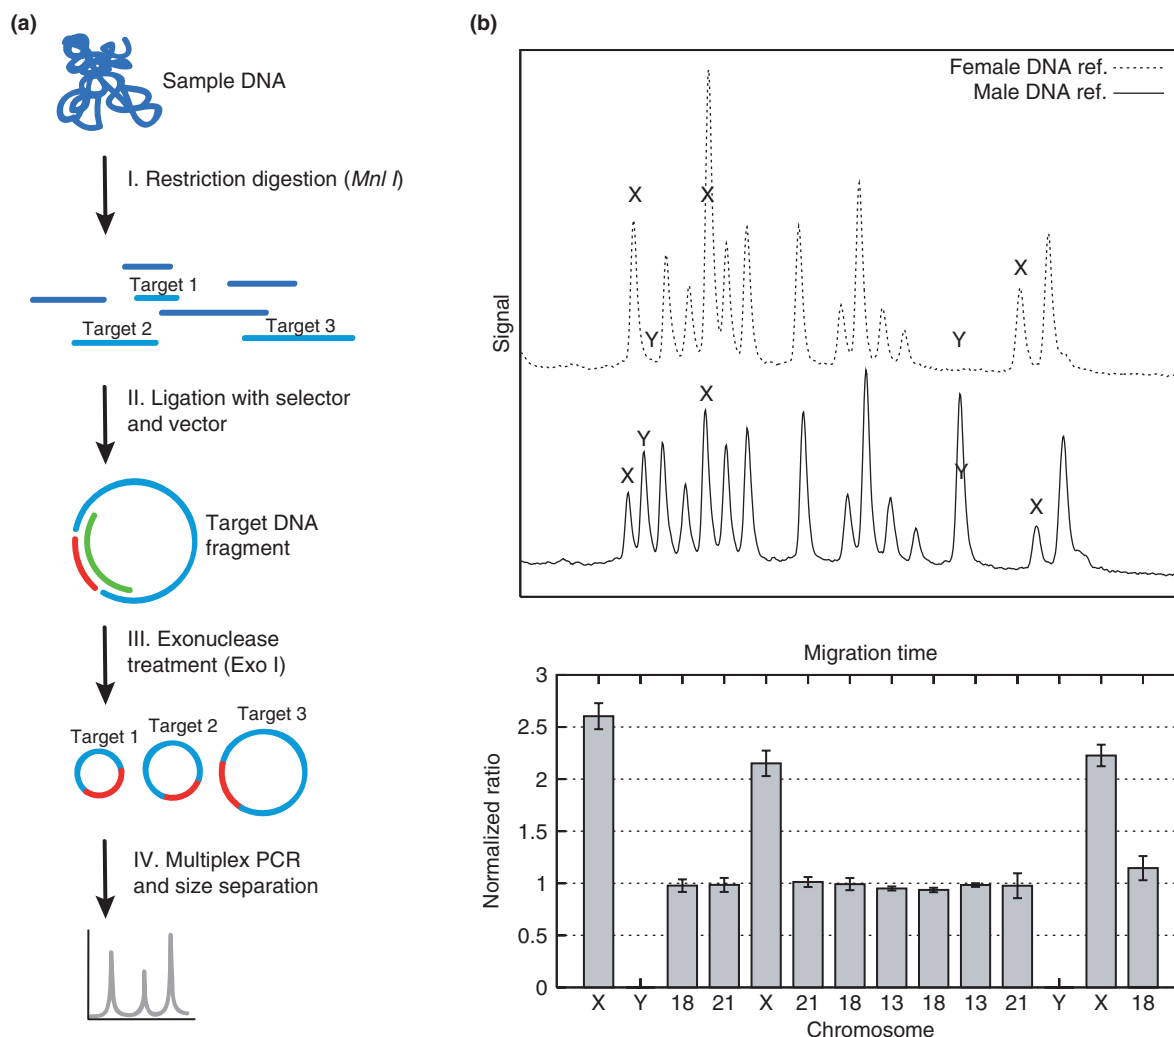 (a)
Sample DNA
I. Restriction digestion (Mnl I)
Target 1
Target 2
Target 3
II. Ligation with selector
and vector
Target DNA
fragment
III. Exonuclease
treatment (Exo I)
Target 1
Target 2
Target 3
IV. Multiplex PCR
and size separation
(b)
Female DNA ref.
Male DNA ref.
Signal
X
X
Y
Y
X
X
Y
X
Y
X
Migration time
Normalized ratio
3
2.5
2
1.5
1
0.5
0
X Y 18 21 X 21 18 13 18 13 21 Y X 18
Chromosome